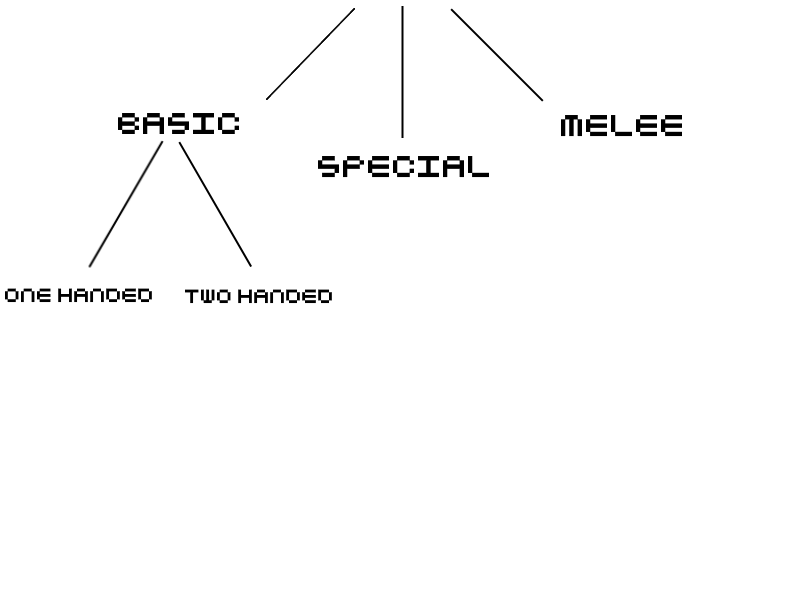 BASIC
MELEE
SPECIAL
ONE HANDED
TWO HANDED